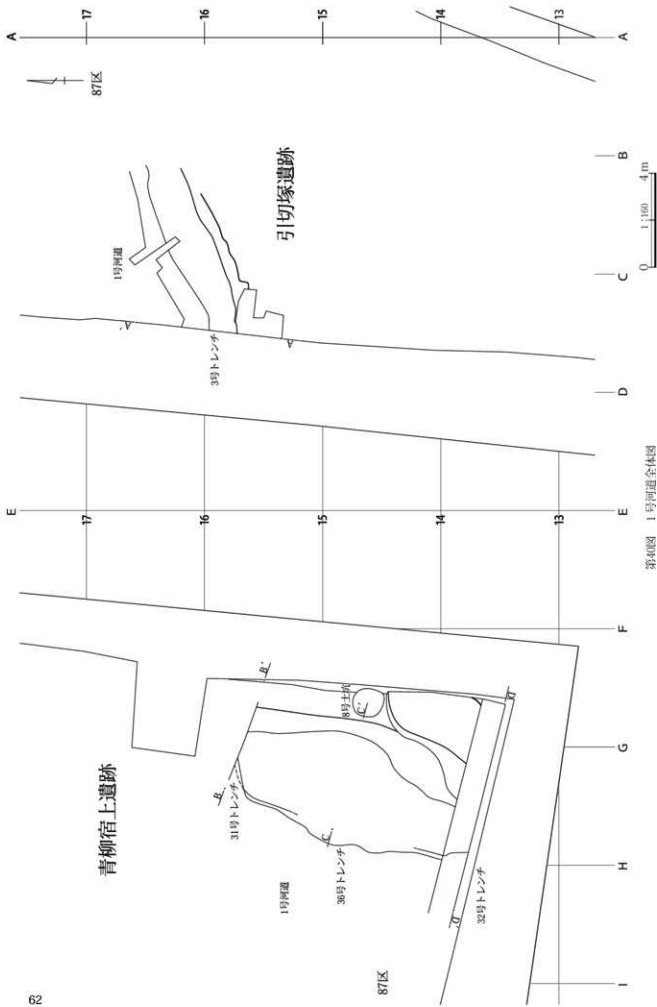 A
17
16
15
14
13
A
87区
B
1号河道
引切塚遺跡
C
0 1:160 4m
A'
3号トレンチ
A
D
D
E
17
16
15
14
13
E
第40図 1号河道全体図
F
B'
8号土坑
C'
D
G
青柳宿上遺跡
B
31号トレンチ
C
36号トレンチ
H
1号河道
32号トレンチ
D'
87区
I
62